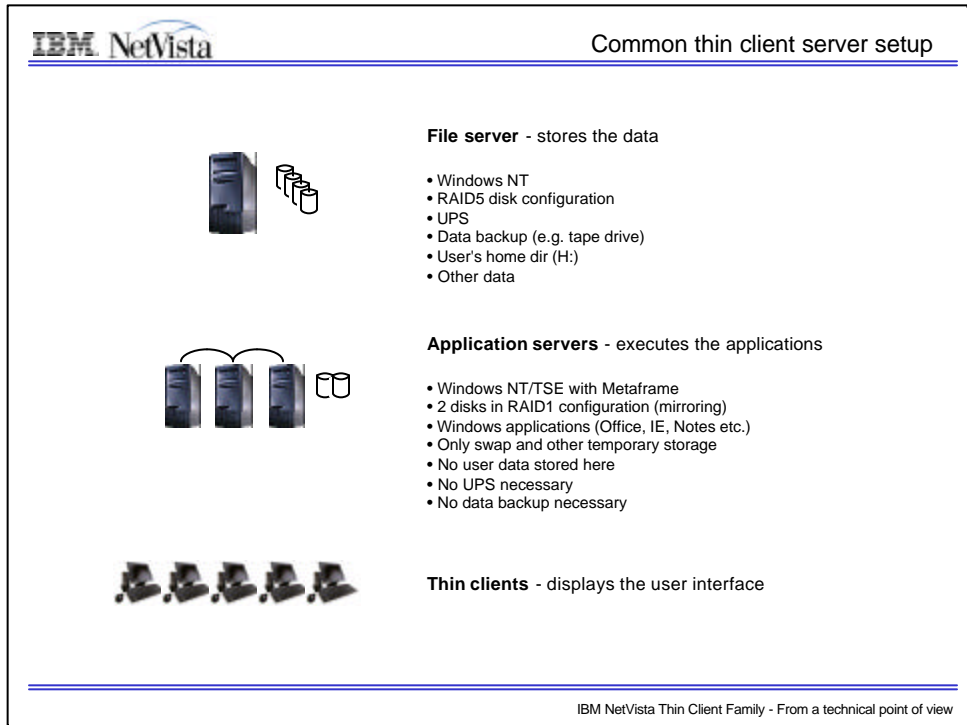 IBM NetVista
Common thin client server setup
File server - stores the data
• Windows NT
• RAID5 disk configuration
• UPS
• Data backup (e.g. tape drive)
• User's home dir (H:)
• Other data
Application servers - executes the applications
• Windows NT/TSE with Metaframe
• 2 disks in RAID1 configuration (mirroring)
• Windows applications (Office, IE, Notes etc.)
• Only swap and other temporary storage
• No user data stored here
• No UPS necessary
• No data backup necessary
Thin clients - displays the user interface
IBM NetVista Thin Client Family - From a technical point of view